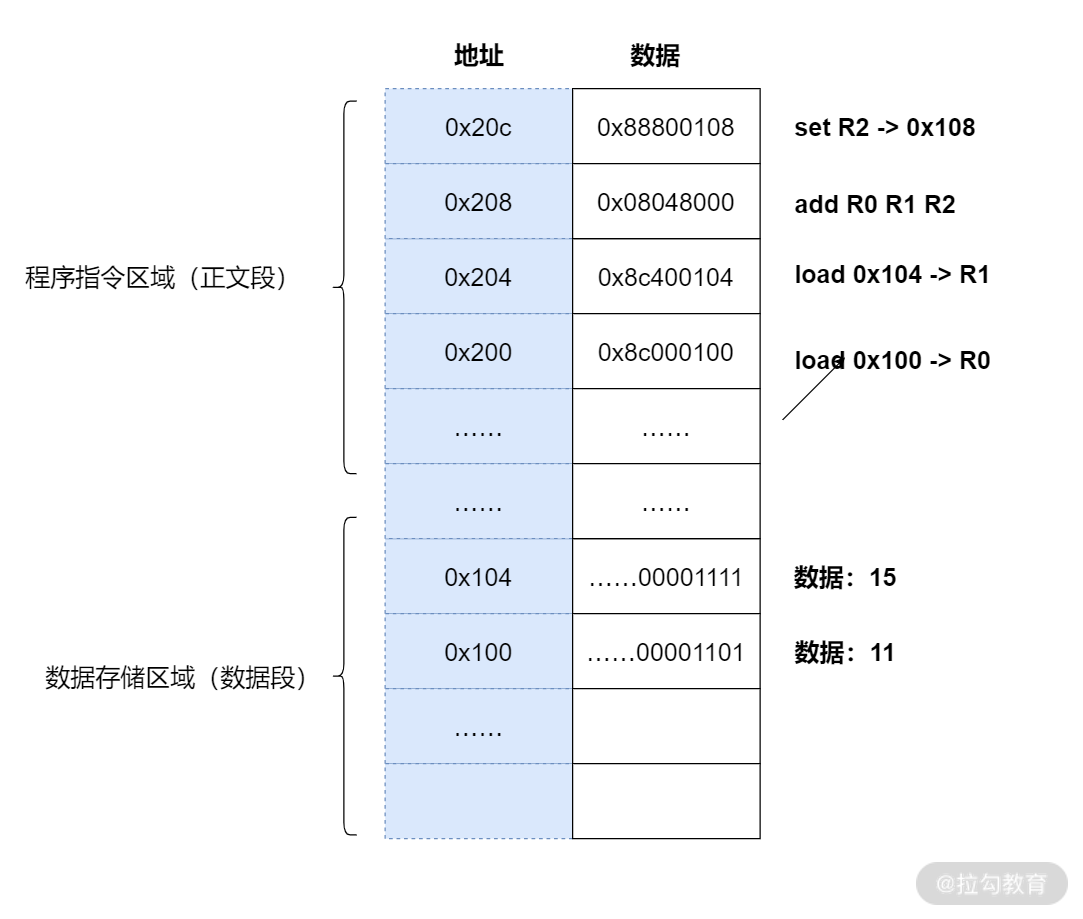 地址 数据
0x20c 0x88800108 set R2 -> 0x108
0x208 0x08048000 add R0 R1 R2
程序指令区域（正文段） 0x204 0x8c400104 load 0x104 -> R1
0x200 0x8c000100 load 0x100 -> R0
…… ……
…… ……
0x104 ……00001111 数据：15
数据存储区域（数据段） 0x100 ……00001101 数据：11
……
@拉勾教育